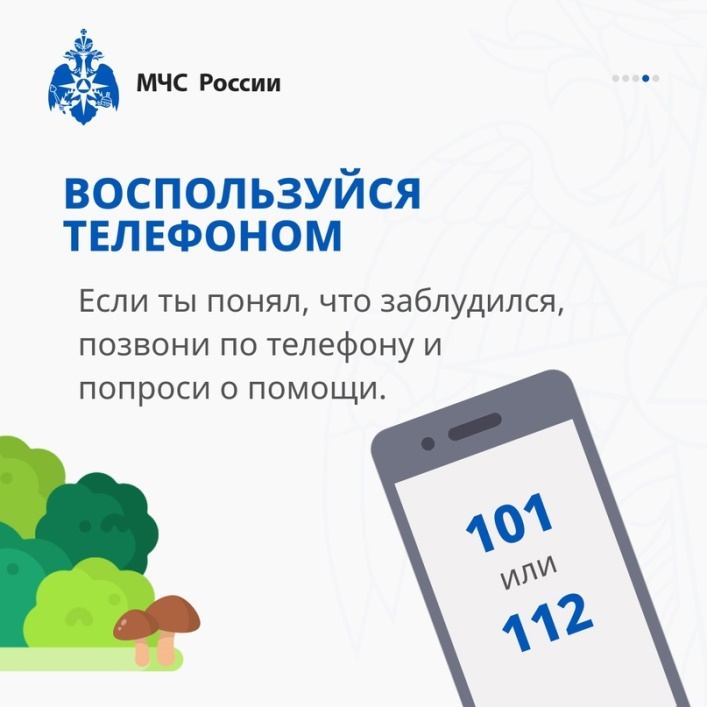 МЧС России
ВОСПОЛЬЗУЙСЯ
ТЕЛЕФОНОМ
Если ты понял, что заблудился,
позвони по телефону и
попроси о помощи.
101
или
112